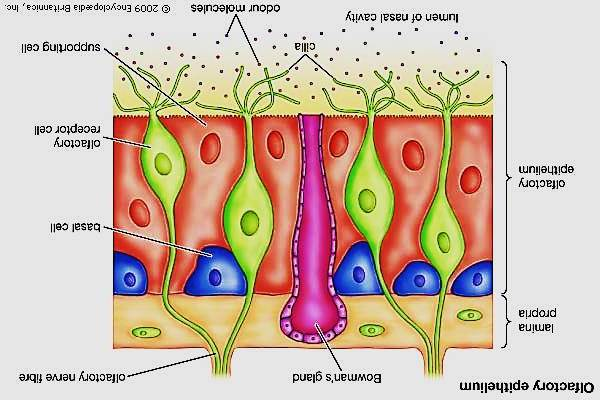 © 2009 Encyclopædia Britannica, Inc.
odour molecules
lumen of nasal cavity
supporting cell
cilia
olfactory
receptor cell
olfactory
epithelium
basal cell
lamina
propria
olfactory nerve fibre
Bowman's gland
Olfactory epithelium